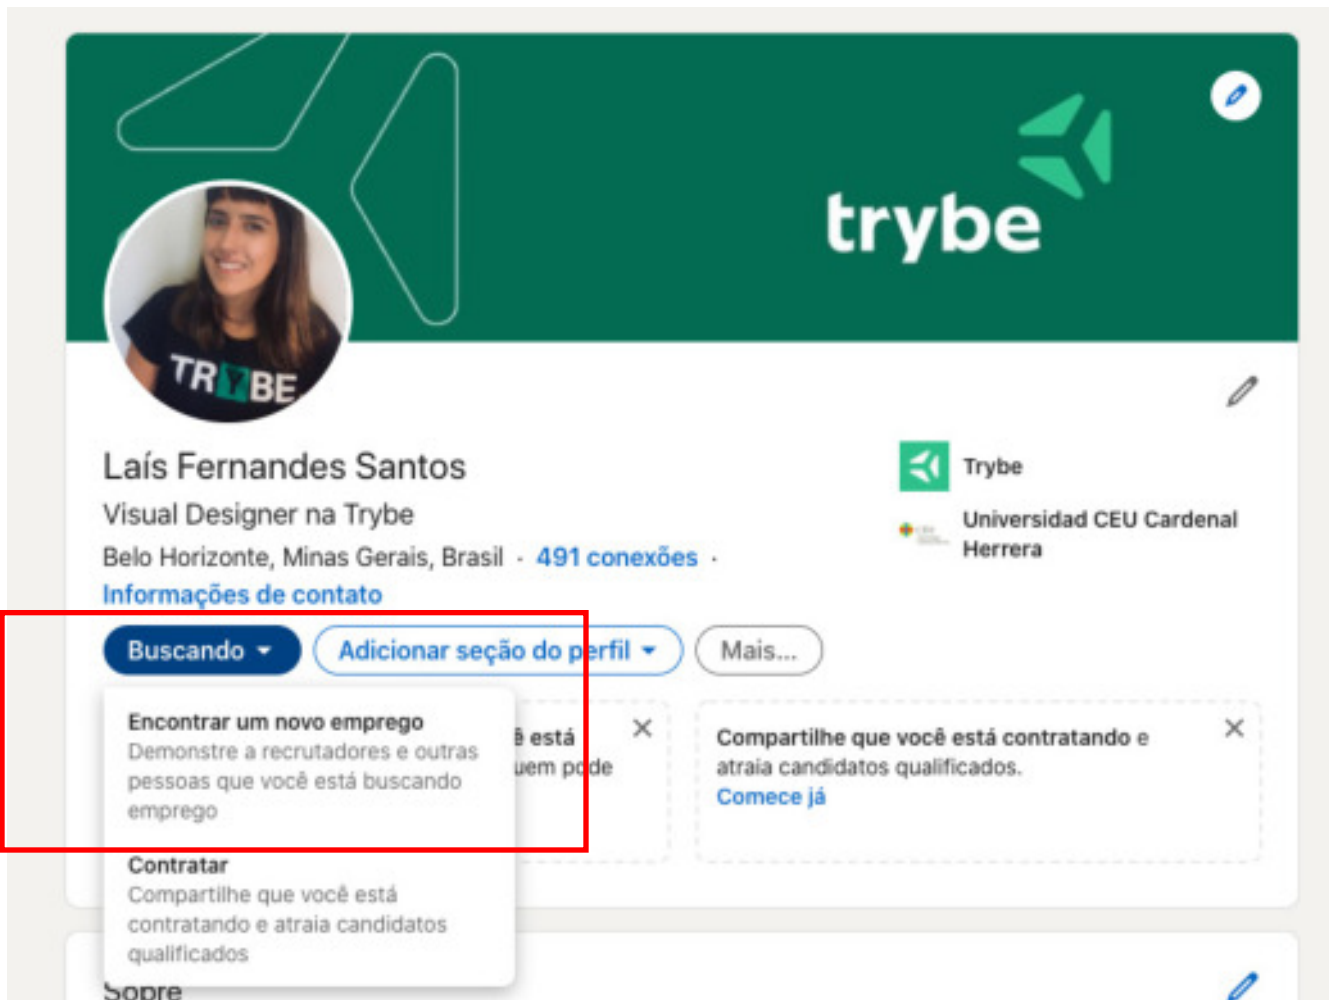 trybe
TRYBE
Laís Fernandes Santos
Visual Designer na Trybe
Belo Horizonte, Minas Gerais, Brasil · 491 conexões ·
Informações de contato
Trybe
Universidad CEU Cardenal
Herrera
Buscando
Adicionar seção do perfil
Mais...
Encontrar um novo emprego
Demonstre a recrutadores e outras
pessoas que você está buscando
emprego
Contratar
Compartilhe que você está
contratando e atraia candidatos
qualificados
ê está
uem pode
Compartilhe que você está contratando e
atraia candidatos qualificados.
Comece já
Sobre